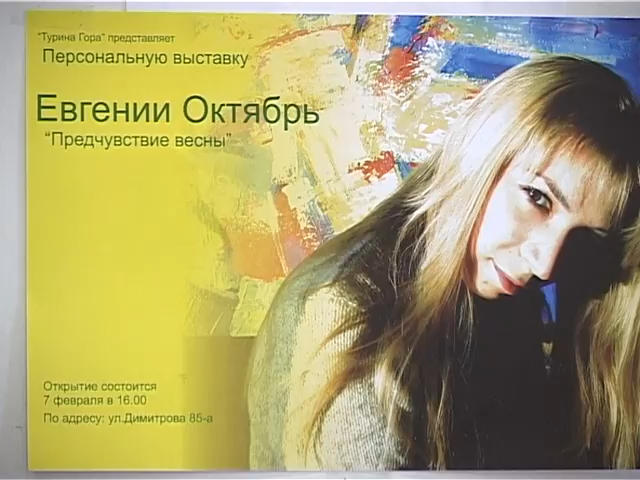 "Турина Гора" представляет
Персональную выставку
Евгении Октябрь
"Предчувствие весны"
Открытие состоится
7 февраля в 16.00
По адресу: ул.Димитрова 85-а